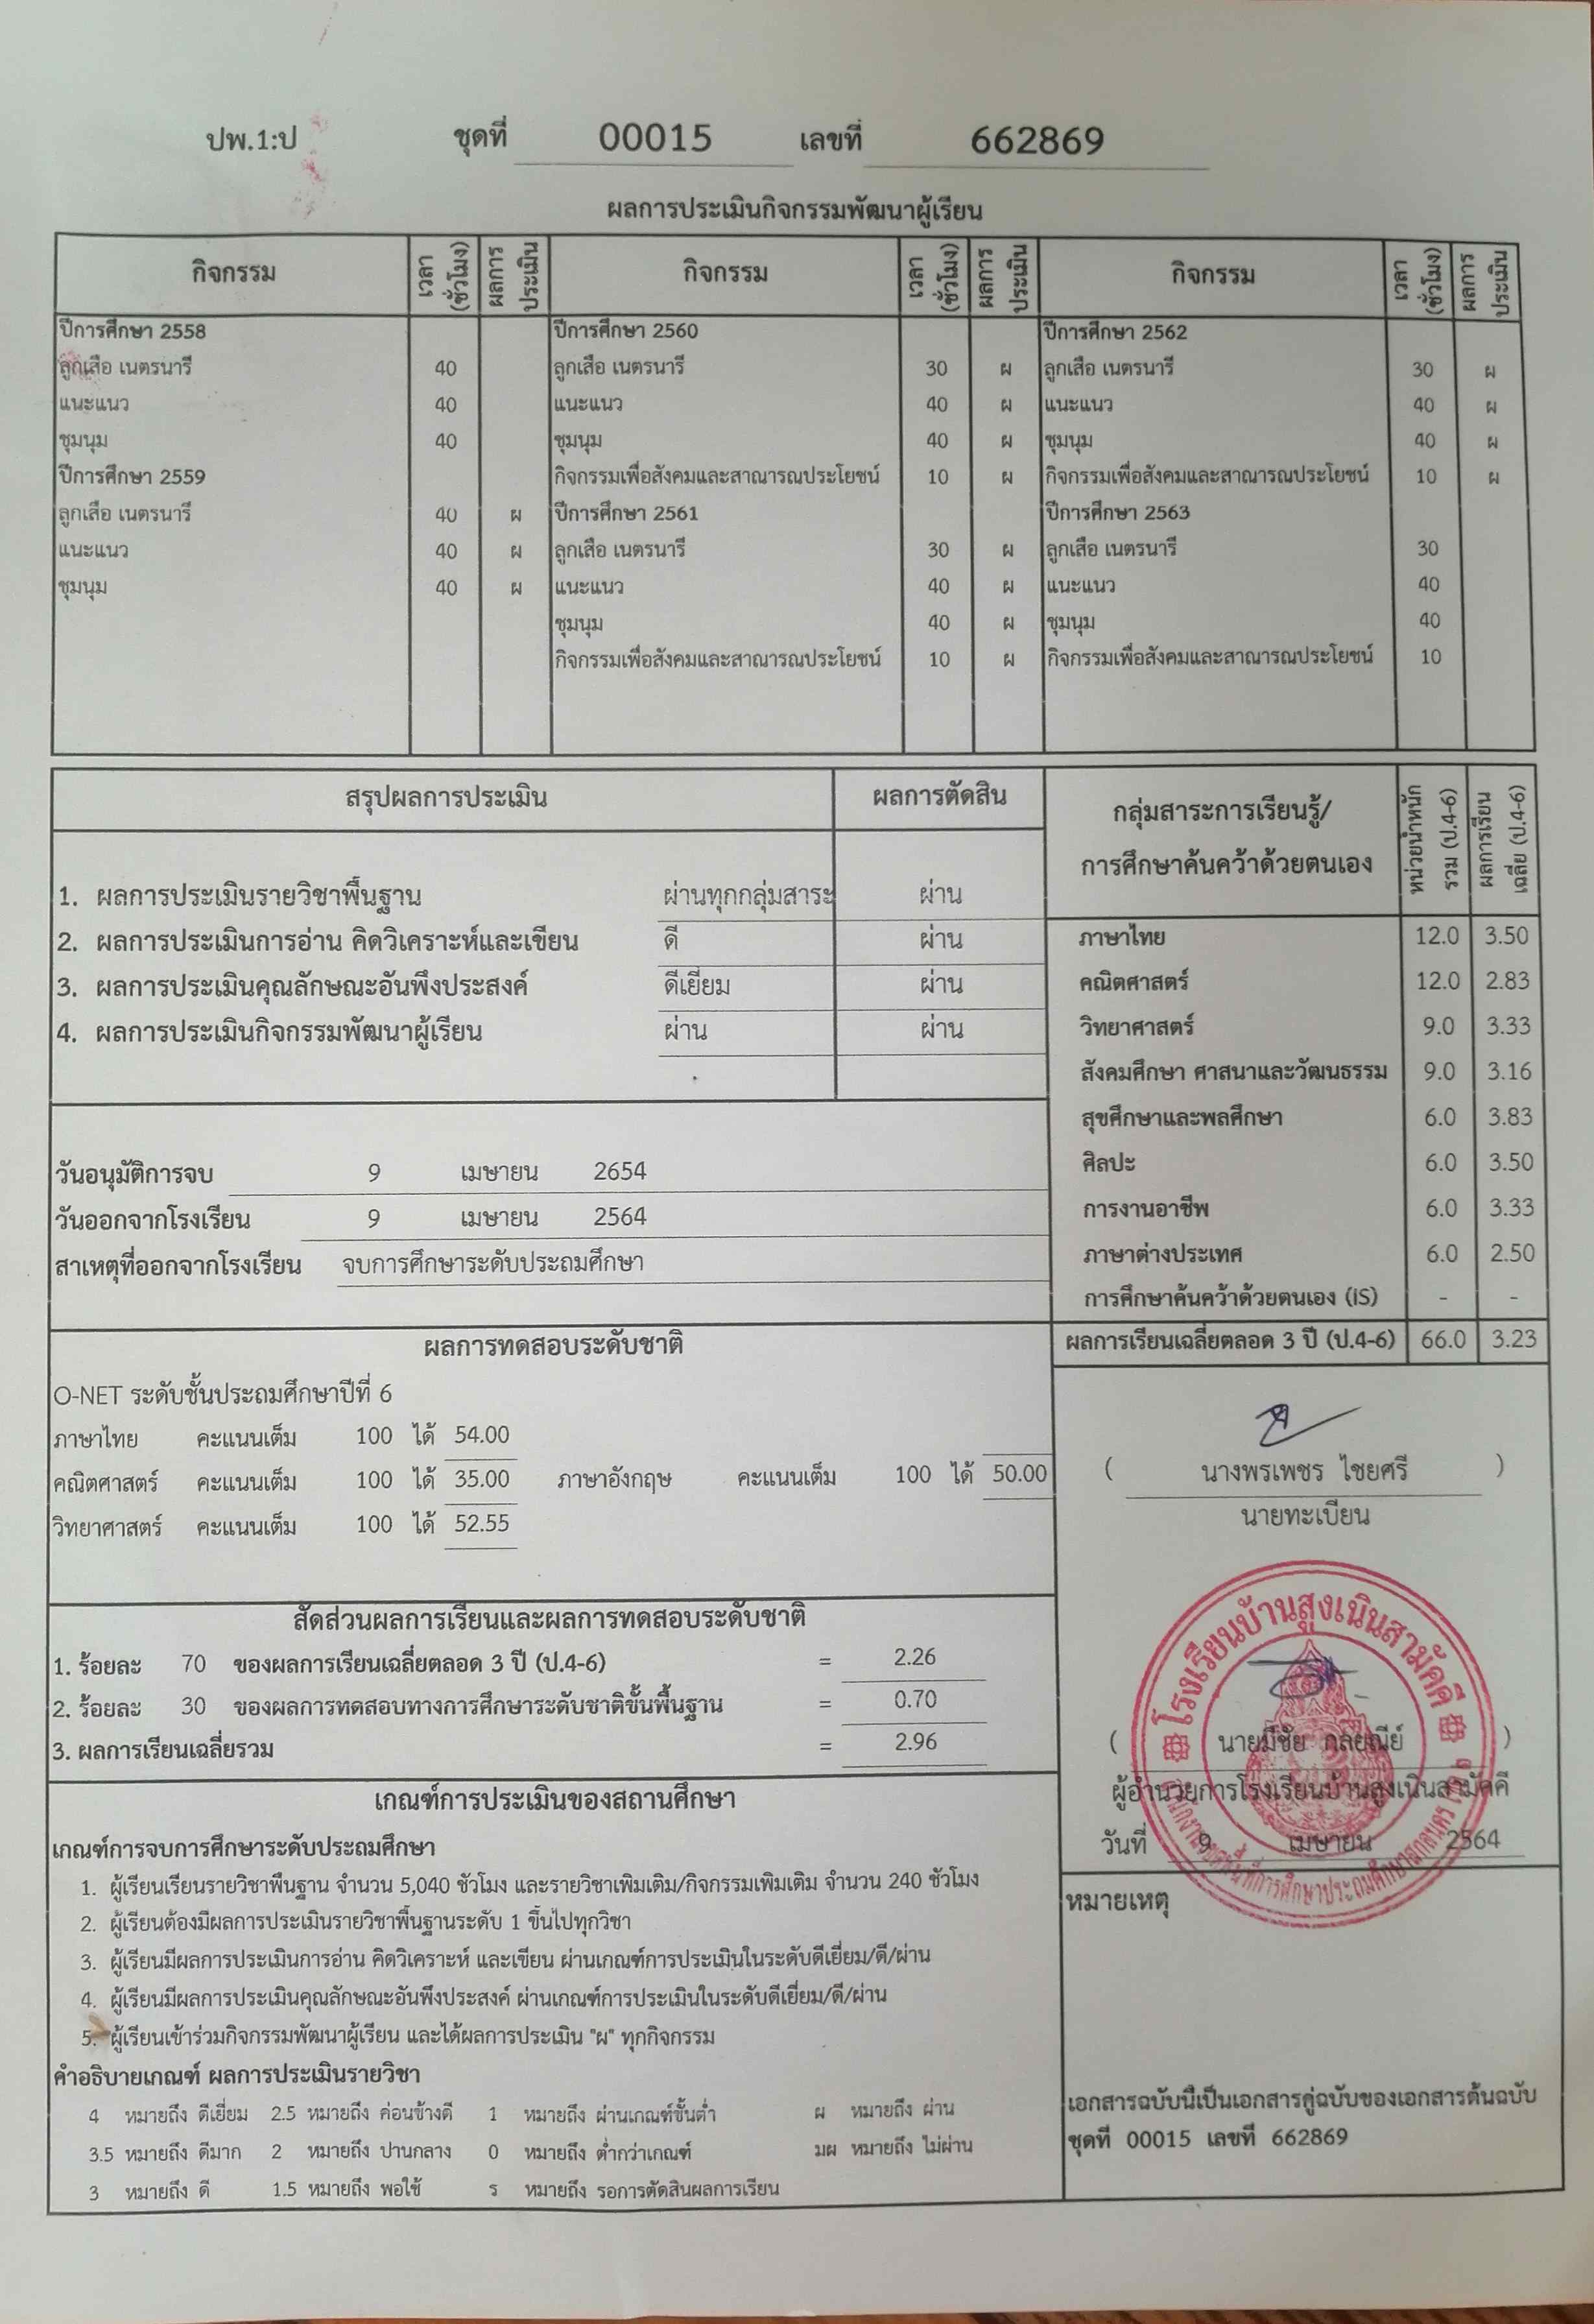 ปพ.1:ป ชุดที่ 00015 เลขที่ 662869
ผลการประเมินกิจกรรมพัฒนาผู้เรียน
กิจกรรม เวลา (ชั่วโมง) ผลการประเมิน กิจกรรม เวลา (ชั่วโมง) ผลการประเมิน กิจกรรม เวลา (ชั่วโมง) ผลการประเมิน
ปีการศึกษา 2558 ปีการศึกษา 2560 ปีการศึกษา 2562
ลูกเสือ เนตรนารี 40 ลูกเสือ เนตรนารี 30 ผ ลูกเสือ เนตรนารี 30 ผ
แนะแนว 40 แนะแนว 40 ผ แนะแนว 40 ผ
ชุมนุม 40 ชุมนุม 40 ผ ชุมนุม 40 ผ
ปีการศึกษา 2559 กิจกรรมเพื่อสังคมและสาณารณประโยชน์ 10 ผ กิจกรรมเพื่อสังคมและสาณารณประโยชน์ 10 ผ
ลูกเสือ เนตรนารี 40 ผ ปีการศึกษา 2561 ปีการศึกษา 2563
แนะแนว 40 ผ ลูกเสือ เนตรนารี 30 ผ ลูกเสือ เนตรนารี 30
ชุมนุม 40 ผ แนะแนว 40 ผ แนะแนว 40
ชุมนุม 40 ผ ชุมนุม 40
กิจกรรมเพื่อสังคมและสาณารณประโยชน์ 10 ผ กิจกรรมเพื่อสังคมและสาณารณประโยชน์ 10
สรุปผลการประเมิน ผลการตัดสิน
1. ผลการประเมินรายวิชาพื้นฐาน ผ่านทุกกลุ่มสาระ ผ่าน
2. ผลการประเมินการอ่าน คิดวิเคราะห์และเขียน ดี ผ่าน
3. ผลการประเมินคุณลักษณะอันพึงประสงค์ ดีเยี่ยม ผ่าน
4. ผลการประเมินกิจกรรมพัฒนาผู้เรียน ผ่าน ผ่าน
วันอนุมัติการจบ 9 เมษายน 2654
วันออกจากโรงเรียน 9 เมษายน 2564
สาเหตุที่ออกจากโรงเรียน จบการศึกษาระดับประถมศึกษา
กลุ่มสาระการเรียนรู้/ การศึกษาค้นคว้าด้วยตนเอง หน่วยน้ำหนักรวม (ป.4-6) ผลการเรียนเฉลี่ย (ป.4-6)
ภาษาไทย 12.0 3.50
คณิตศาสตร์ 12.0 2.83
วิทยาศาสตร์ 9.0 3.33
สังคมศึกษา ศาสนาและวัฒนธรรม 9.0 3.16
สุขศึกษาและพลศึกษา 6.0 3.83
ศิลปะ 6.0 3.50
การงานอาชีพ 6.0 3.33
ภาษาต่างประเทศ 6.0 2.50
การศึกษาค้นคว้าด้วยตนเอง (IS) - -
ผลการเรียนเฉลี่ยตลอด 3 ปี (ป.4-6) 66.0 3.23
ผลการทดสอบระดับชาติ
O-NET ระดับชั้นประถมศึกษาปีที่ 6
ภาษาไทย คะแนนเต็ม 100 ได้ 54.00
คณิตศาสตร์ คะแนนเต็ม 100 ได้ 35.00 ภาษาอังกฤษ คะแนนเต็ม 100 ได้ 50.00
วิทยาศาสตร์ คะแนนเต็ม 100 ได้ 52.55
สัดส่วนผลการเรียนและผลการทดสอบระดับชาติ
1. ร้อยละ 70 ของผลการเรียนเฉลี่ยตลอด 3 ปี (ป.4-6) = 2.26
2. ร้อยละ 30 ของผลการทดสอบทางการศึกษาระดับชาติขั้นพื้นฐาน = 0.70
3. ผลการเรียนเฉลี่ยรวม = 2.96
( นางพรเพชร ไชยศรี )
นายทะเบียน
โรงเรียนบ้านสูงเนินสามัคคี
( นายมีชัย กลยณีย์ )
ผู้อำนวยการโรงเรียนบ้านสูงเนินสามัคคี
วันที่ 9 เมษายน 2564
เกณฑ์การประเมินของสถานศึกษา
เกณฑ์การจบการศึกษาระดับประถมศึกษา
1. ผู้เรียนเรียนรายวิชาพื้นฐาน จำนวน 5,040 ชั่วโมง และรายวิชาเพิ่มเติม/กิจกรรมเพิ่มเติม จำนวน 240 ชั่วโมง
2. ผู้เรียนต้องมีผลการประเมินรายวิชาพื้นฐานระดับ 1 ขึ้นไปทุกวิชา
3. ผู้เรียนมีผลการประเมินการอ่าน คิดวิเคราะห์ และเขียน ผ่านเกณฑ์การประเมินในระดับดีเยี่ยม/ดี/ผ่าน
4. ผู้เรียนมีผลการประเมินคุณลักษณะอันพึงประสงค์ ผ่านเกณฑ์การประเมินในระดับดีเยี่ยม/ดี/ผ่าน
5. ผู้เรียนเข้าร่วมกิจกรรมพัฒนาผู้เรียน และได้ผลการประเมิน "ผ" ทุกกิจกรรม
คำอธิบายเกณฑ์ ผลการประเมินรายวิชา
4 หมายถึง ดีเยี่ยม 2.5 หมายถึง ค่อนข้างดี 1 หมายถึง ผ่านเกณฑ์ขั้นต่ำ ผ หมายถึง ผ่าน
3.5 หมายถึง ดีมาก 2 หมายถึง ปานกลาง 0 หมายถึง ต่ำกว่าเกณฑ์ มผ หมายถึง ไม่ผ่าน
3 หมายถึง ดี 1.5 หมายถึง พอใช้ ร หมายถึง รอการตัดสินผลการเรียน
หมายเหตุ
เอกสารฉบับนี้เป็นเอกสารคู่ฉบับของเอกสารต้นฉบับ
ชุดที่ 00015 เลขที่ 662869